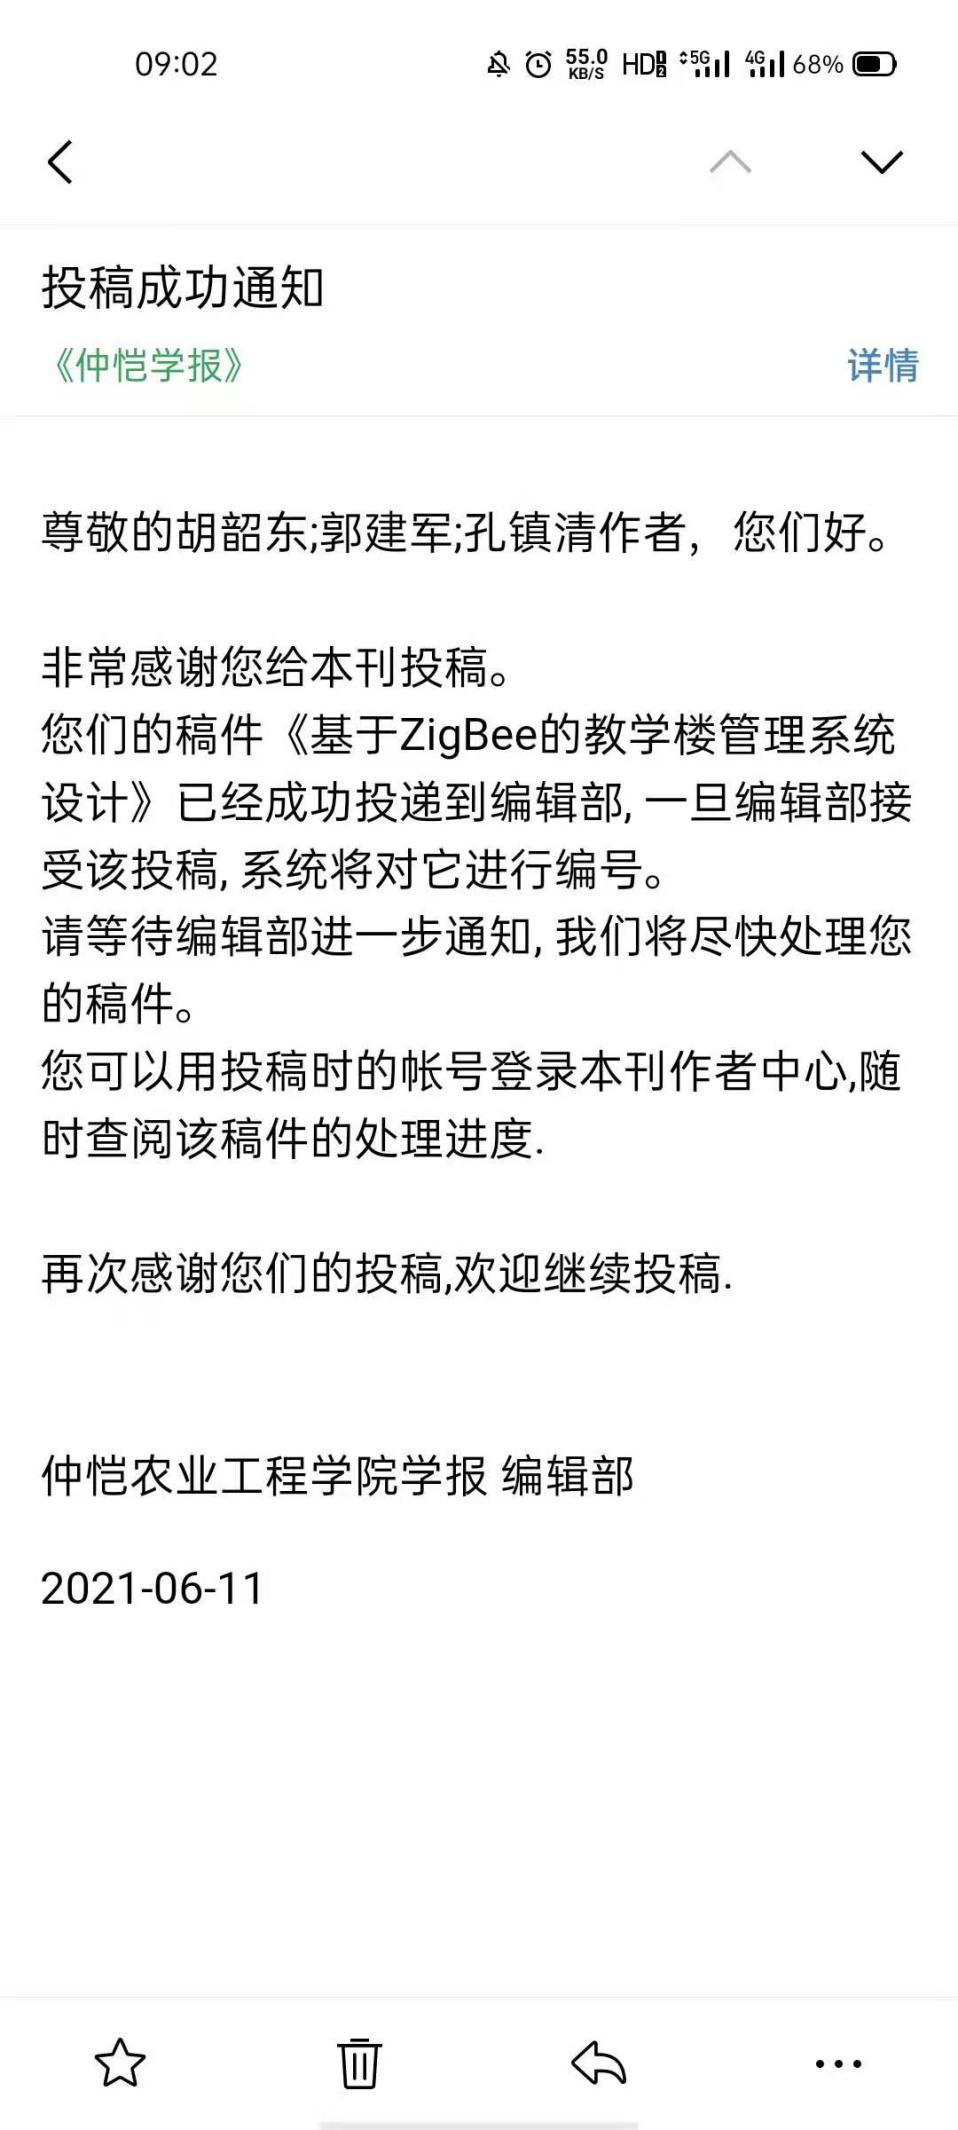 09:02
55.0 KB/S HD 1 2 5G 4G 68%
投稿成功通知
《仲恺学报》 详情
尊敬的胡韶东;郭建军;孔镇清作者，您们好。
非常感谢您给本刊投稿。
您们的稿件《基于ZigBee的教学楼管理系统
设计》已经成功投递到编辑部, 一旦编辑部接
受该投稿, 系统将对它进行编号。
请等待编辑部进一步通知, 我们将尽快处理您
的稿件。
您可以用投稿时的帐号登录本刊作者中心,随
时查阅该稿件的处理进度.
再次感谢您们的投稿,欢迎继续投稿.
仲恺农业工程学院学报 编辑部
2021-06-11